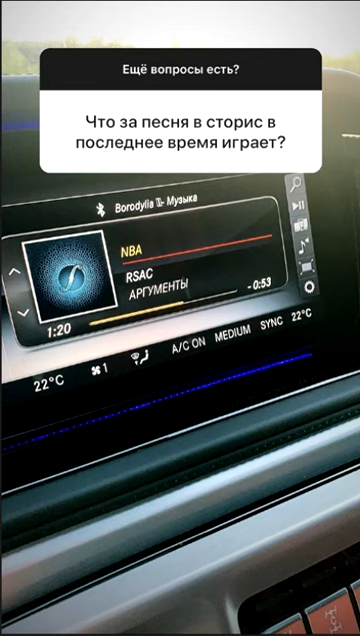 Ещё вопросы есть?
Что за песня в сторис в
последнее время играет?
Borodylia
Музыка
NBA
RSAC
АРГУМЕНТЫ
1:20
- 0:53
22°C
1
A/C ON
MEDIUM
SYNC
22°C